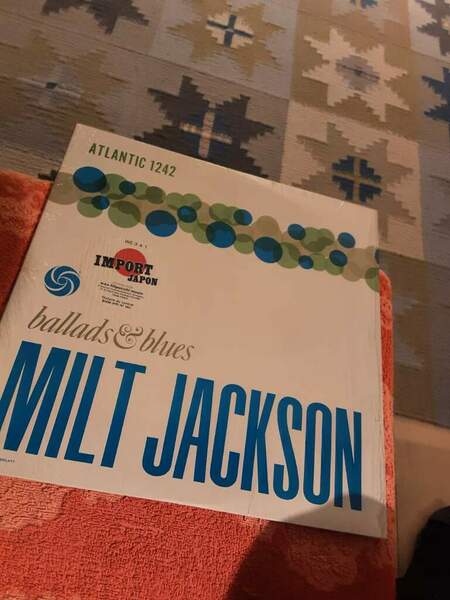 ATLANTIC 1242
IMPORT
JAPON
ballads & blues
MILT JACKSON